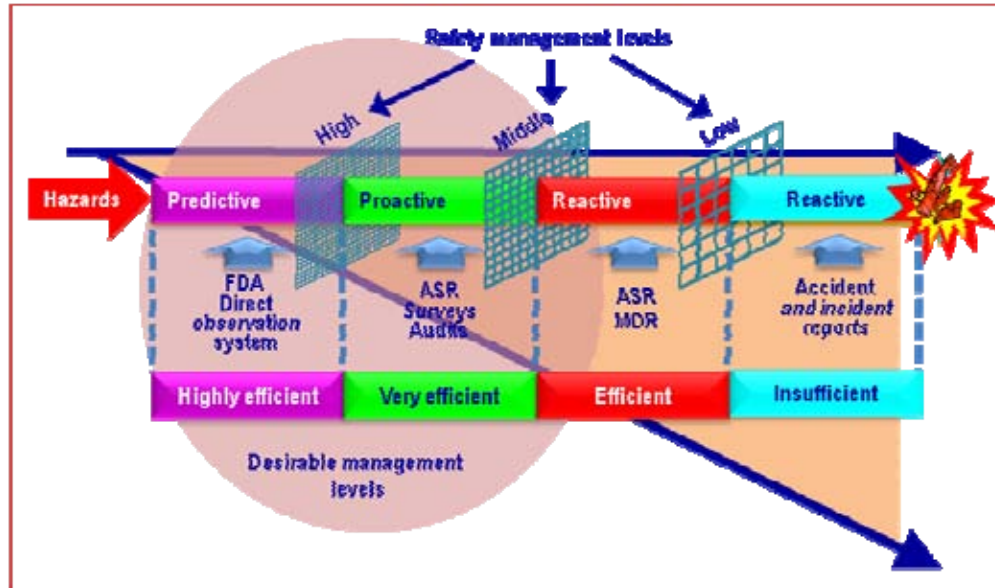 Safety management levels
High
Middle
Low
Hazards
Predictive
Proactive
Reactive
Reactive
FDA
Direct
observation
system
ASR
Surveys
Audits
ASR
MOR
Accident
and incident
reports
Highly efficient
Very efficient
Efficient
Insufficient
Desirable management
levels